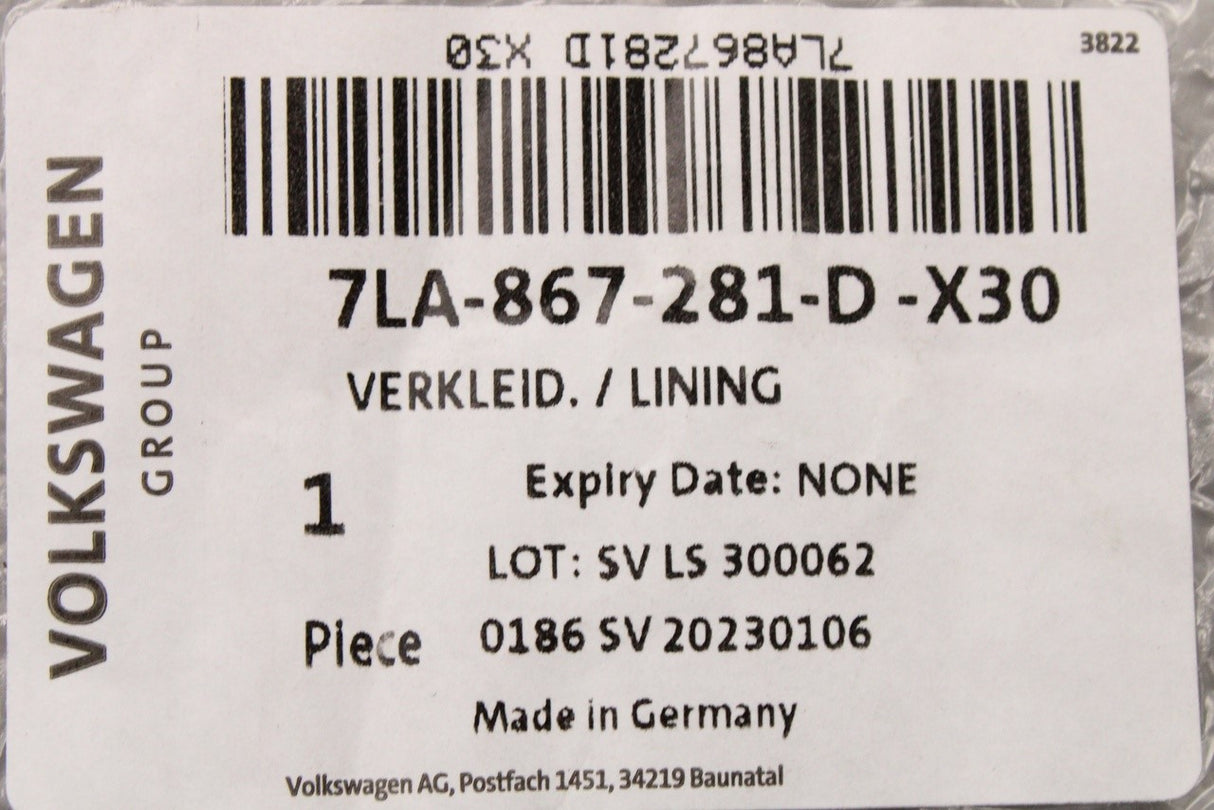 7LA867281D X30
3822
7LA-867-281-D -X30
VERKLEID. / LINING
1
Piece
Expiry Date: NONE
LOT: SV LS 300062
0186 SV 20230106
Made in Germany
Volkswagen AG, Postfach 1451, 34219 Baunatal
VOLKSWAGEN
GROUP